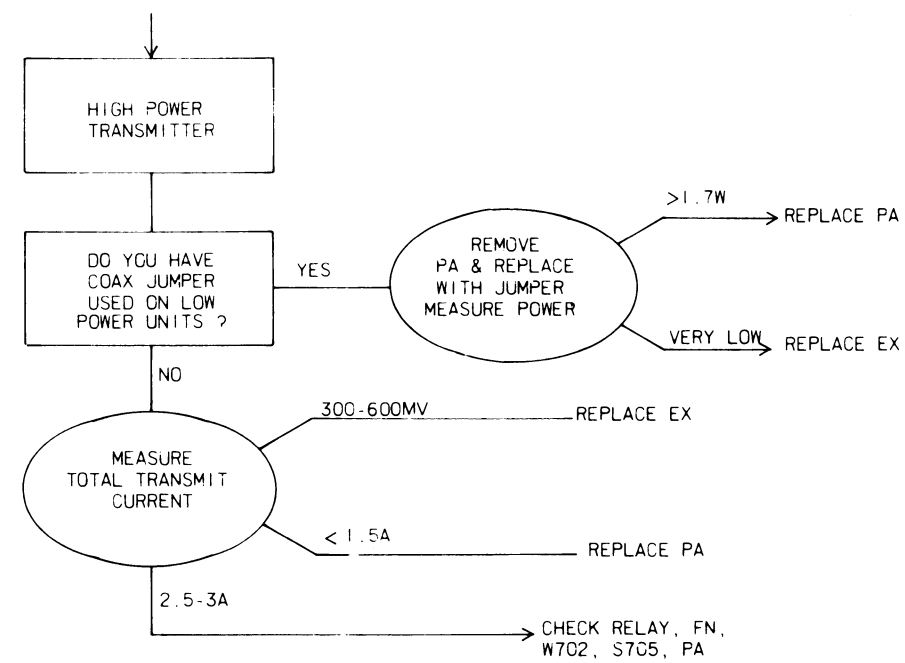 HIGH POWER
TRANSMITTER
DO YOU HAVE
COAX JUMPER
USED ON LOW
POWER UNITS ?
YES
REMOVE
PA & REPLACE
WITH JUMPER
MEASURE POWER
>1.7W
REPLACE PA
VERY LOW
REPLACE EX
NO
MEASURE
TOTAL TRANSMIT
CURRENT
300-600MV
REPLACE EX
< 1.5A
REPLACE PA
2.5-3A
CHECK RELAY, FN,
W702, S705, PA